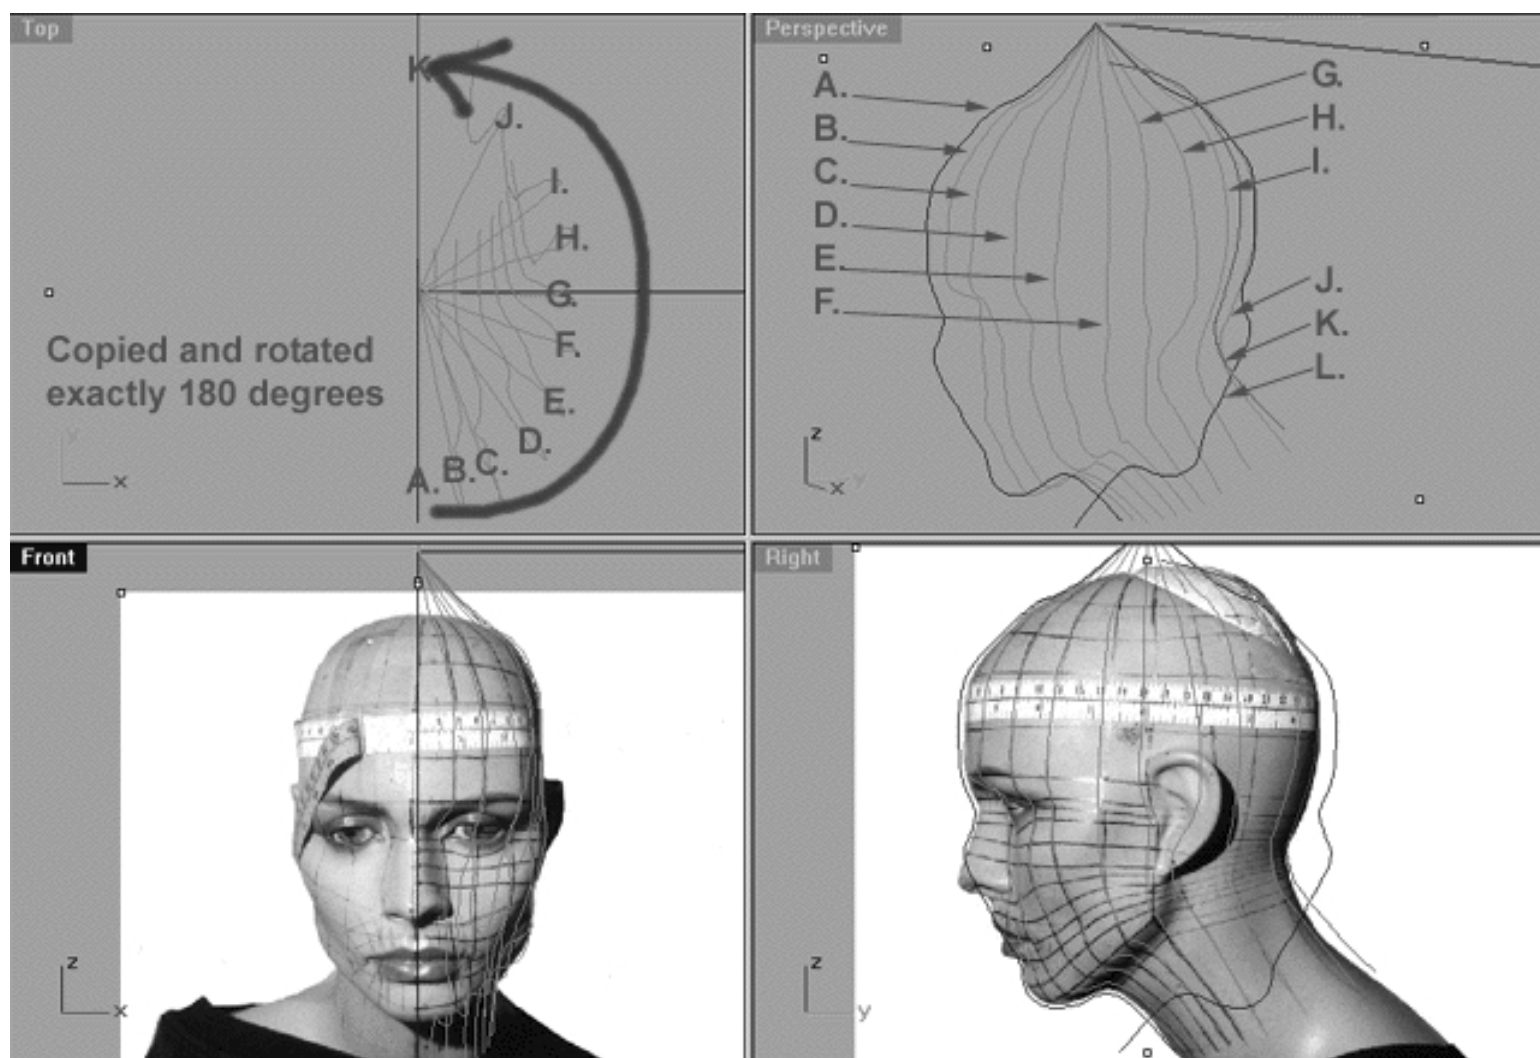 Top
K
J.
I.
H.
G.
F.
E.
D.
C.
B.
A.
Copied and rotated
exactly 180 degrees
y
x
Perspective
A.
B.
C.
D.
E.
F.
G.
H.
I.
J.
K.
L.
z
x
y
Front
z
x
Right
z
y